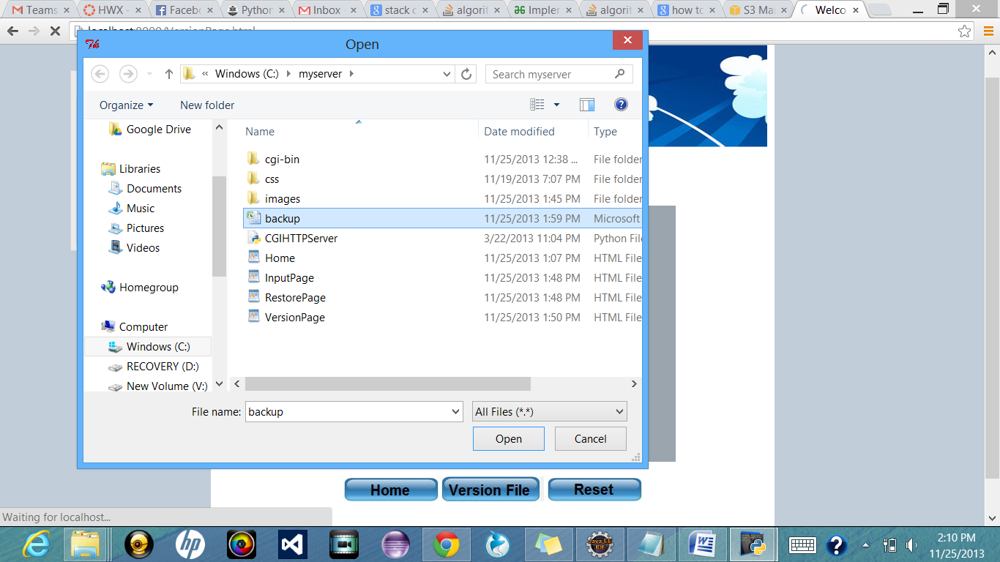 Teams HWX - Facebo Python Inbox stack o algorit Implem algorit how to S3 Ma Welco
Open
« Windows (C:) myserver
Search myserver
Organize New folder
Google Drive
Libraries
Documents
Music
Pictures
Videos
Homegroup
Computer
Windows (C:)
RECOVERY (D:)
New Volume (V:)
Name Date modified Type
cgi-bin 11/25/2013 12:38 ... File folder
css 11/19/2013 7:07 PM File folder
images 11/25/2013 1:45 PM File folder
backup 11/25/2013 1:59 PM Microsoft
CGIHTTPServer 3/22/2013 11:04 PM Python File
Home 11/25/2013 1:07 PM HTML File
InputPage 11/25/2013 1:48 PM HTML File
RestorePage 11/25/2013 1:48 PM HTML File
VersionPage 11/25/2013 1:50 PM HTML File
File name: backup All Files (*.*)
Open Cancel
Home Version File Reset
Waiting for localhost...
hp
Java EE
IDE
2:10 PM
11/25/2013